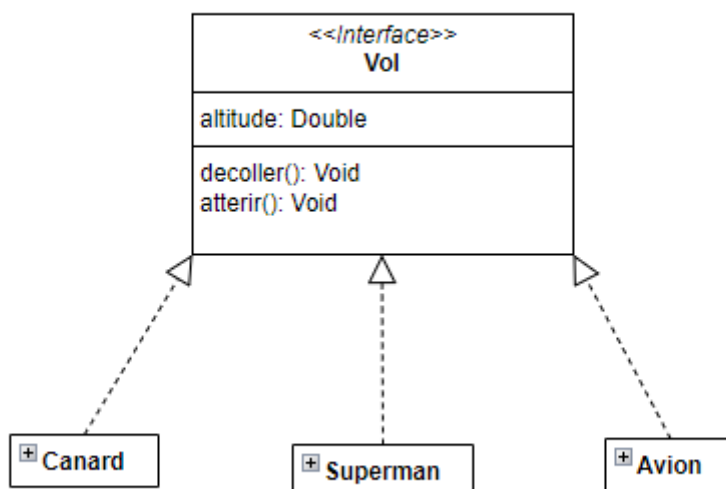 <<Interface>>
Vol
altitude: Double
decoller(): Void
atterir(): Void
Canard
Superman
Avion